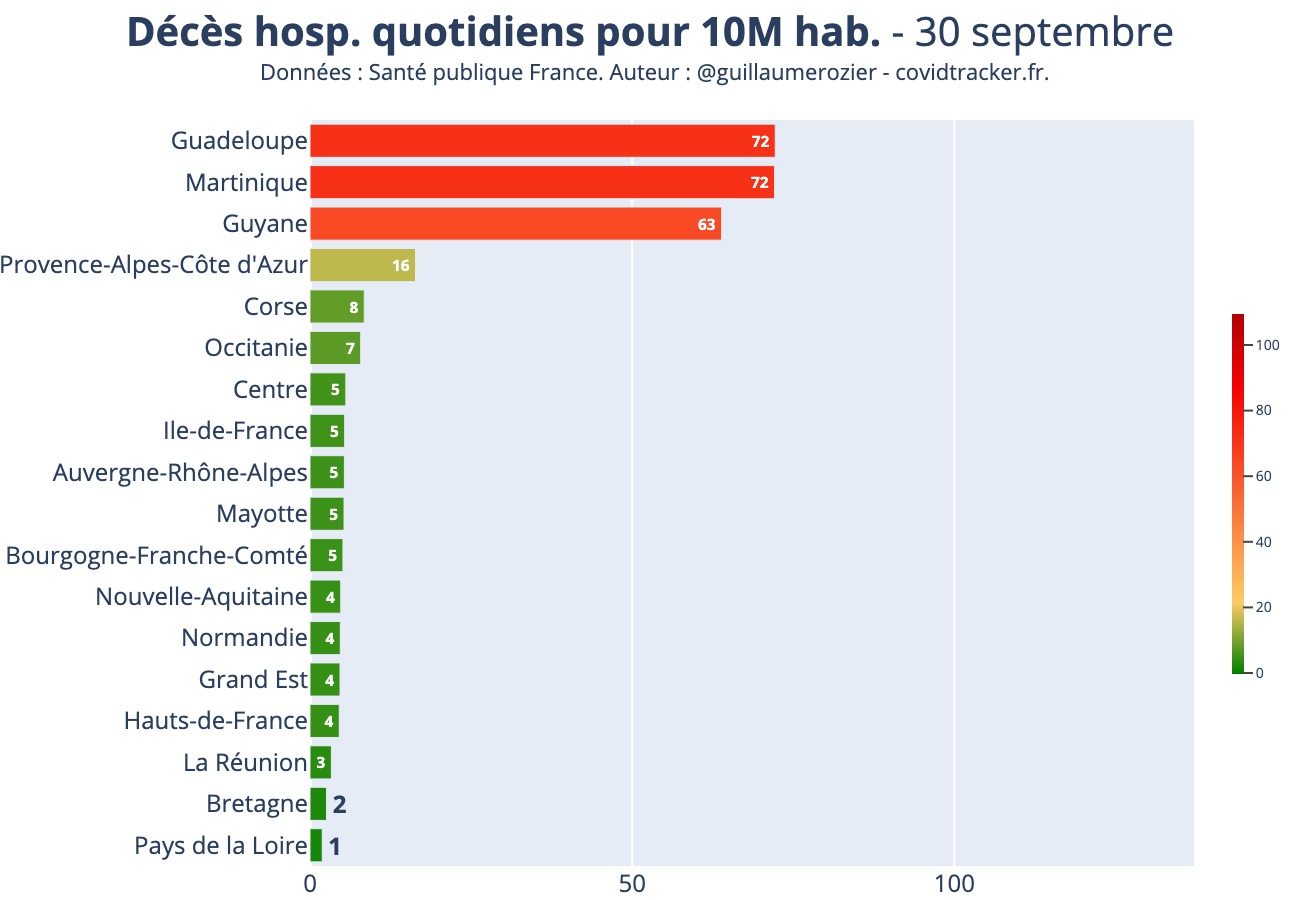 Décès hosp. quotidiens pour 10M hab. - 30 septembre
Données : Santé publique France. Auteur : @guillaumerozier - covidtracker.fr.
Guadeloupe 72
Martinique 72
Guyane 63
Provence-Alpes-Côte d'Azur 16
Corse 8
Occitanie 7
Centre 5
Ile-de-France 5
Auvergne-Rhône-Alpes 5
Mayotte 5
Bourgogne-Franche-Comté 5
Nouvelle-Aquitaine 4
Normandie 4
Grand Est 4
Hauts-de-France 4
La Réunion 3
Bretagne 2
Pays de la Loire 1
0 50 100
100
80
60
40
20
0